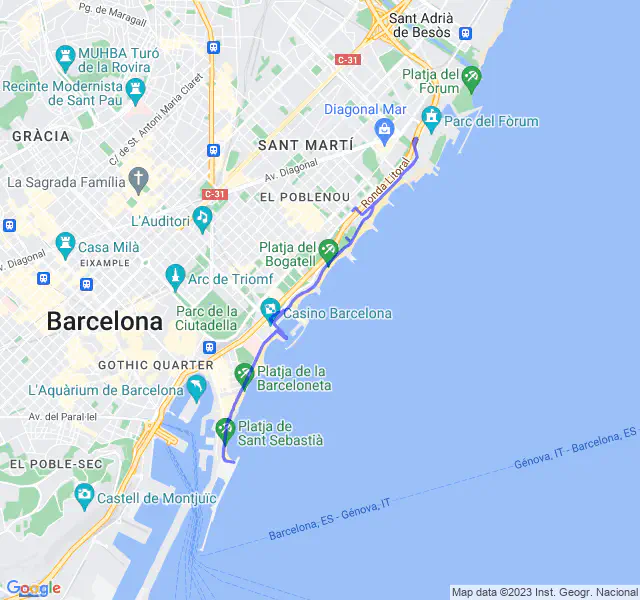 Pg. de Maragall
Sant Adrià
de Besòs
C-31
MUHBA Turó
de la Rovira
Platja del
Fòrum
Recinte Modernista
de Sant Pau
C/ de St. Antoni Maria Claret
Diagonal Mar
Parc del Fòrum
GRÀCIA
SANT MARTÍ
Av. Diagonal
La Sagrada Família
C-31
Ronda Litoral
EL POBLENOU
L'Auditori
Casa Milà
Platja del
Bogatell
Av. Diagonal
EIXAMPLE
Arc de Triomf
Parc de la
Ciutadella
Casino Barcelona
Barcelona
GOTHIC QUARTER
Platja de la
Barceloneta
L'Aquàrium de Barcelona
Av. del Paral·lel
Platja de
Sant Sebastià
EL POBLE-SEC
Génova, IT - Barcelona, ES
Castell de Montjuïc
Barcelona, ES - Génova, IT
Google
Map data ©2023 Inst. Geogr. Nacional